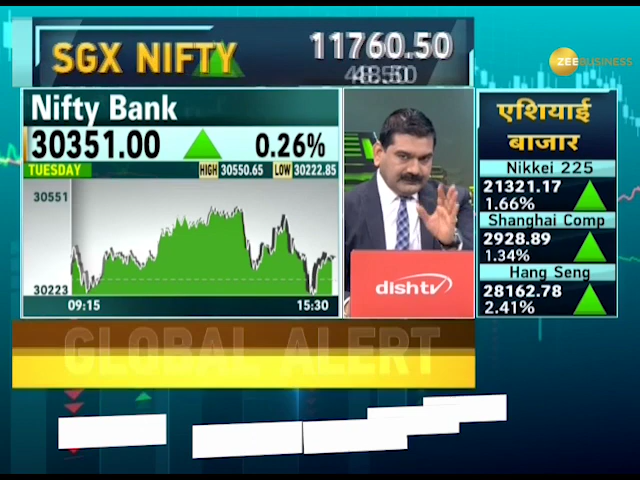 SGX NIFTY
11760.50
ZEEBUSINESS
Nifty Bank
30351.00 0.26%
TUESDAY HIGH 30550.65 LOW 30222.85
30551
30223
09:15 15:30
dishtv
एशियाई
बाजार
Nikkei 225
21321.17
1.66%
Shanghai Comp
2928.89
1.34%
Hang Seng
28162.78
2.41%
GLOBAL ALERT